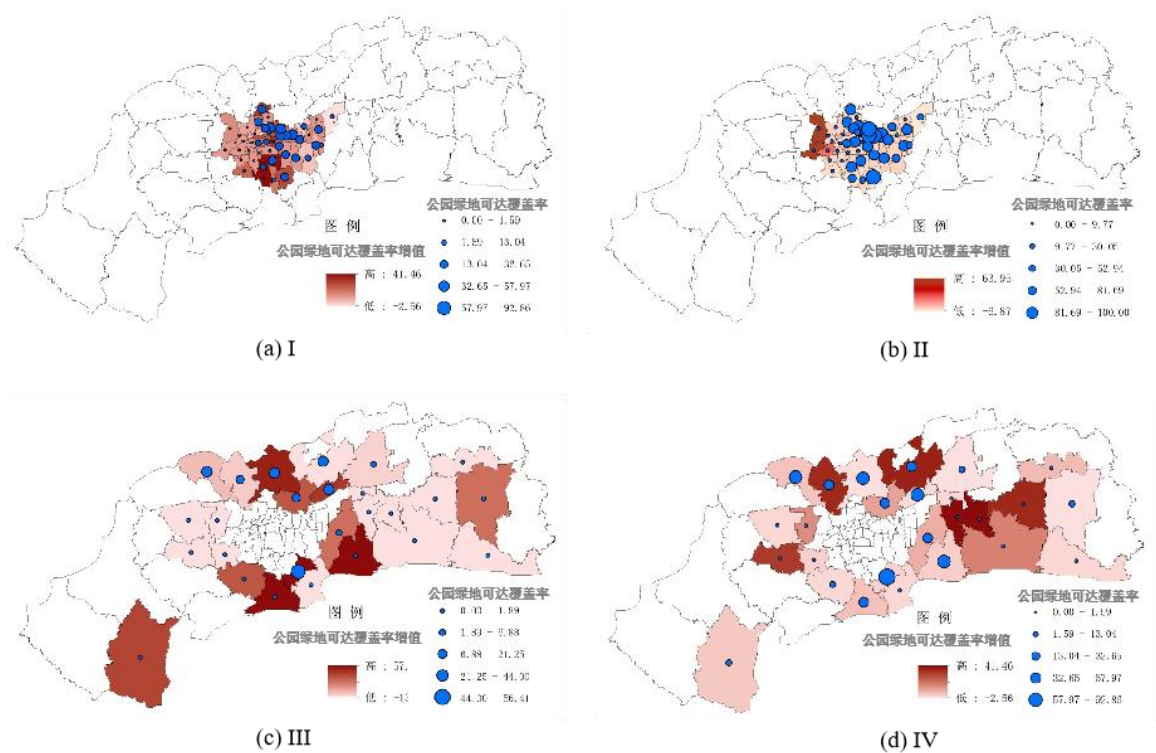 公园绿地可达覆盖率
0.00 - 1.59
1.59 - 13.04
13.04 - 32.65
图 例
公园绿地可达覆盖率增值
32.65 - 57.97
高 : 41.46
57.97 - 92.86
低 : -2.56
(a) I
公园绿地可达覆盖率
0.00 - 9.77
9.77 - 30.05
图 例
30.05 - 52.94
公园绿地可达覆盖率增值
52.94 - 81.69
高 : 63.95
81.69 - 100.00
低 : -6.87
(b) II
公园绿地可达覆盖率
0.00 - 1.89
图 例
1.89 - 6.88
公园绿地可达覆盖率增值
6.88 - 21.25
高 : 57.
21.25 - 44.30
低 : -13
44.30 - 56.41
(c) III
公园绿地可达覆盖率
图 例
0.00 - 1.59
1.59 - 13.04
公园绿地可达覆盖率增值
13.04 - 32.65
高 : 41.46
32.65 - 57.97
低 : -2.56
57.97 - 92.86
(d) IV